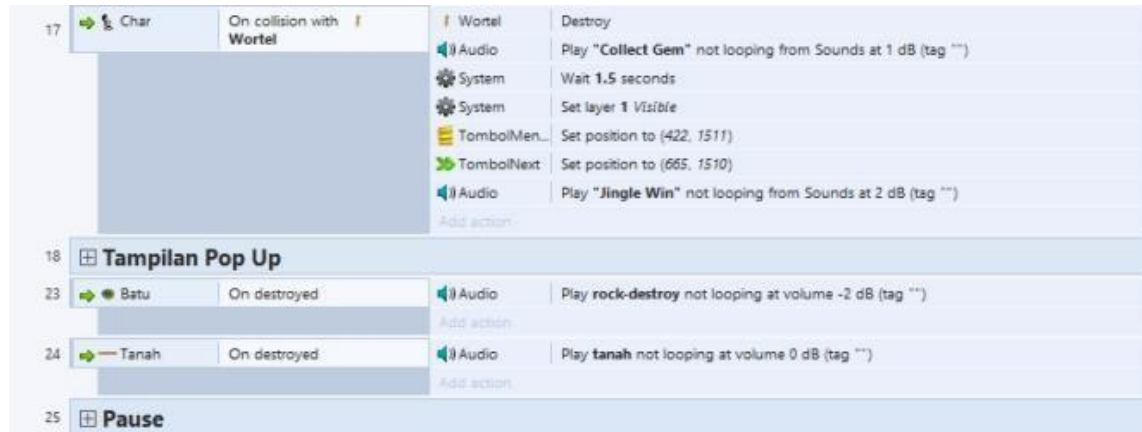 17 Char On collision with Wortel Wortel Destroy
Audio Play "Collect Gem" not looping from Sounds at 1 dB (tag "")
System Wait 1.5 seconds
System Set layer 1 Visible
TombolMen... Set position to (422, 1511)
TombolNext Set position to (665, 1510)
Audio Play "Jingle Win" not looping from Sounds at 2 dB (tag "")
Add action
18 Tampilan Pop Up
23 Batu On destroyed Audio Play rock-destroy not looping at volume -2 dB (tag "")
Add action
24 Tanah On destroyed Audio Play tanah not looping at volume 0 dB (tag "")
Add action
25 Pause